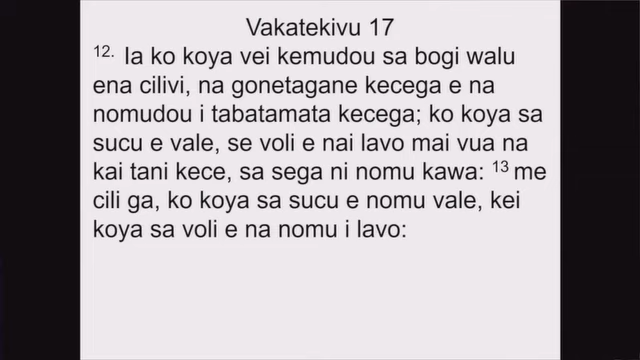 Vakatekivu 17
12. Ia ko koya vei kemudou sa bogi walu
ena cilivi, na gonetagane kecega e na
nomudou i tabatamata kecega; ko koya sa
sucu e vale, se voli e nai lavo mai vua na
kai tani kece, sa sega ni nomu kawa: 13 me
cili ga, ko koya sa sucu e nomu vale, kei
koya sa voli e na nomu i lavo: